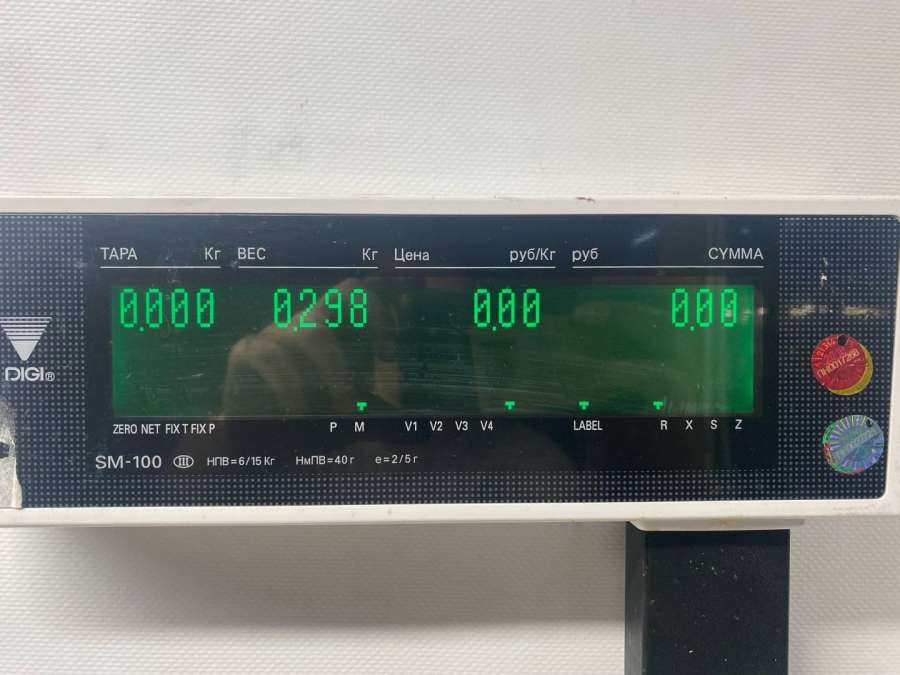 ТАРА Кг ВЕС Кг Цена руб/Кг руб СУММА
0.000 0.298 0.00 0.00
DIGI®
ZERO NET FIX T FIX P P M V1 V2 V3 V4 LABEL R X S Z
SM-100 III НПВ=6/15 Кг НмПВ=40 г e=2/5 г